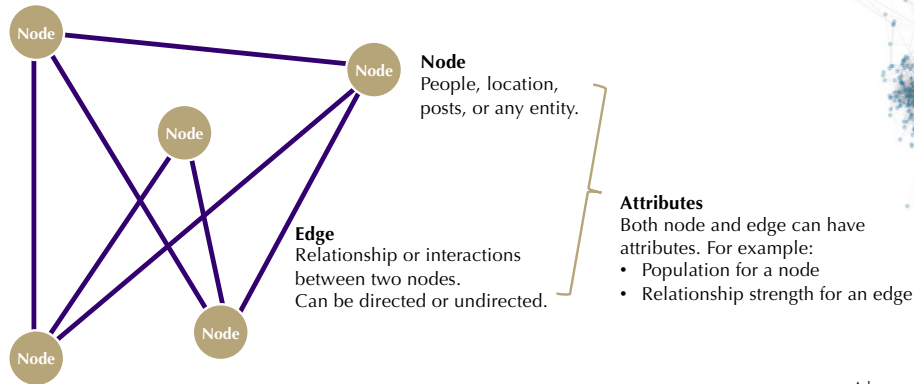 Node
Node
Node
Node
Node
Node
People, location,
posts, or any entity.
Edge
Relationship or interactions
between two nodes.
Can be directed or undirected.
Attributes
Both node and edge can have
attributes. For example:
• Population for a node
• Relationship strength for an edge